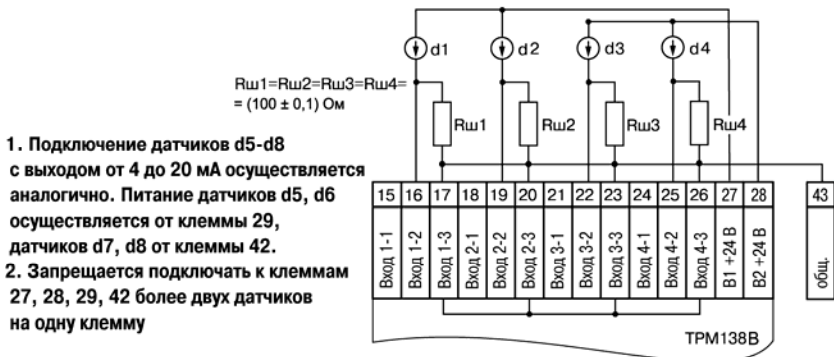 d1
d2
d3
d4
Rш1=Rш2=Rш3=Rш4=
= (100 ± 0,1) Ом
Rш1
Rш2
Rш3
Rш4
1. Подключение датчиков d5-d8
с выходом от 4 до 20 мА осуществляется
аналогично. Питание датчиков d5, d6
осуществляется от клеммы 29,
датчиков d7, d8 от клеммы 42.
2. Запрещается подключать к клеммам
27, 28, 29, 42 более двух датчиков
на одну клемму
15 16 17 18 19 20 21 22 23 24 25 26 27 28 43
Вход 1-1
Вход 1-2
Вход 1-3
Вход 2-1
Вход 2-2
Вход 2-3
Вход 3-1
Вход 3-2
Вход 3-3
Вход 4-1
Вход 4-2
Вход 4-3
В1 +24 В
В2 +24 В
общ.
ТРМ138В